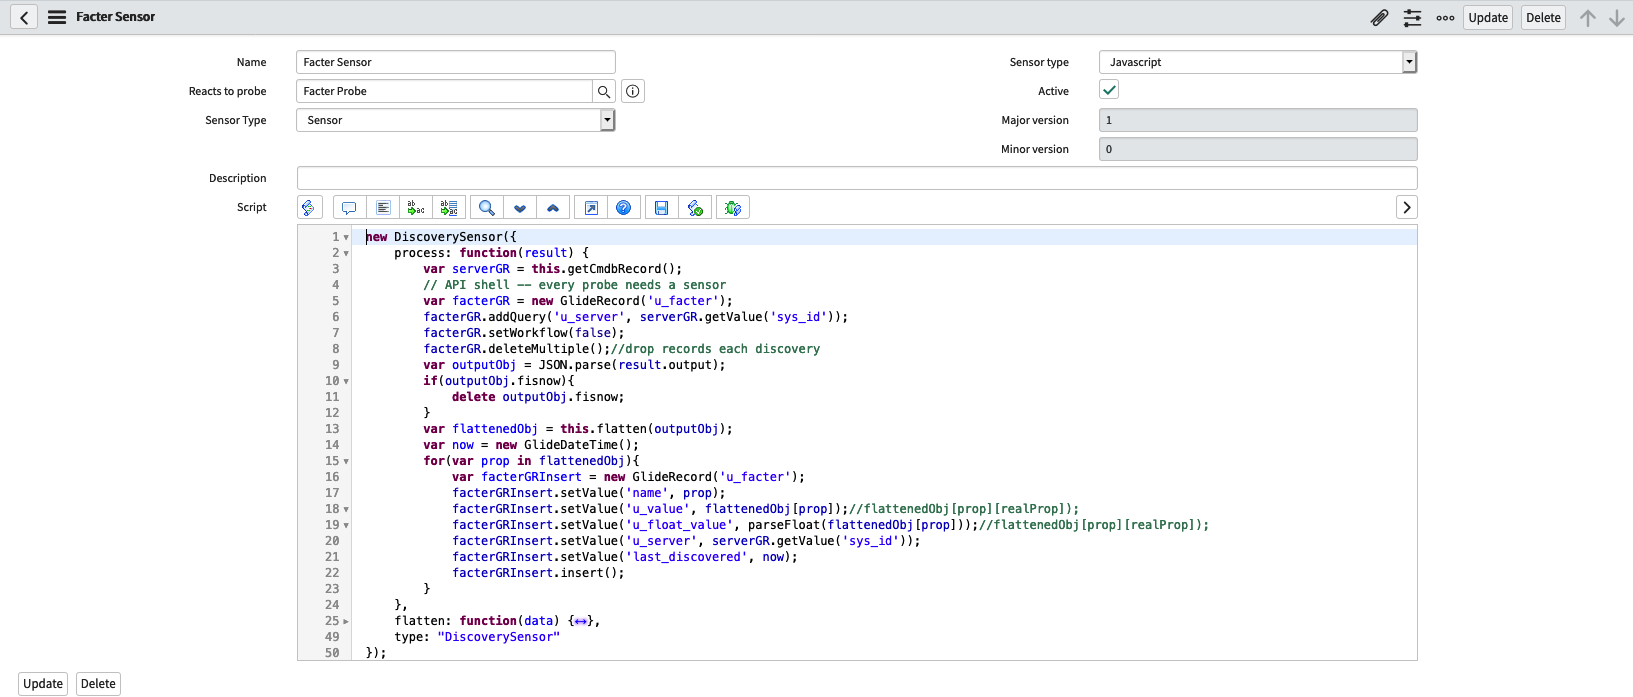 Facter Sensor
Update
Delete
Name
Facter Sensor
Sensor type
Javascript
Reacts to probe
Facter Probe
Active
Sensor Type
Sensor
Major version
1
Minor version
0
Description
Script
1 new DiscoverySensor({
2 process: function(result) {
3 var serverGR = this.getCmdbRecord();
4 // API shell -- every probe needs a sensor
5 var facterGR = new GlideRecord('u_facter');
6 facterGR.addQuery('u_server', serverGR.getValue('sys_id'));
7 facterGR.setWorkflow(false);
8 facterGR.deleteMultiple();//drop records each discovery
9 var outputObj = JSON.parse(result.output);
10 if(outputObj.fisnow){
11 delete outputObj.fisnow;
12 }
13 var flattenedObj = this.flatten(outputObj);
14 var now = new GlideDateTime();
15 for(var prop in flattenedObj){
16 var facterGRInsert = new GlideRecord('u_facter');
17 facterGRInsert.setValue('name', prop);
18 facterGRInsert.setValue('u_value', flattenedObj[prop]);//flattenedObj[prop][realProp]);
19 facterGRInsert.setValue('u_float_value', parseFloat(flattenedObj[prop]));//flattenedObj[prop][realProp]);
20 facterGRInsert.setValue('u_server', serverGR.getValue('sys_id'));
21 facterGRInsert.setValue('last_discovered', now);
22 facterGRInsert.insert();
23 }
24 },
25 flatten: function(data) {↔},
49 type: "DiscoverySensor"
50 });
Update
Delete